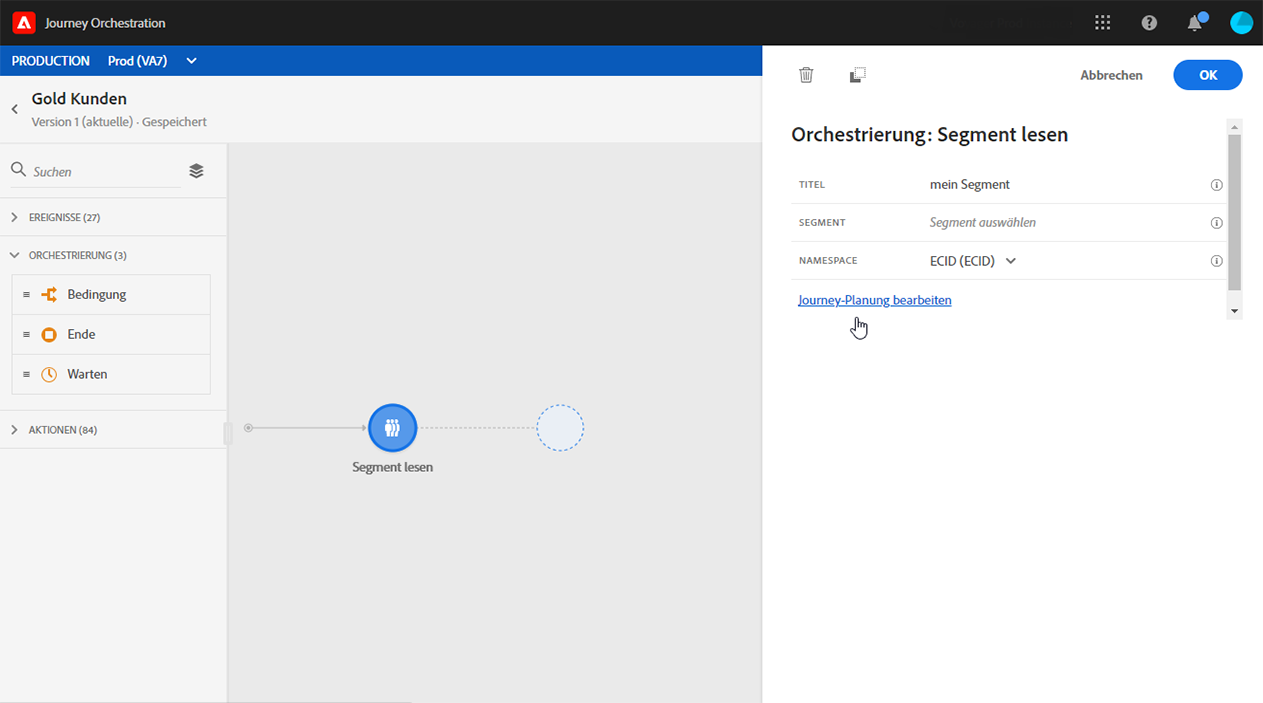 Journey Orchestration
PRODUCTION Prod (VA7)
Gold Kunden
Version 1 (aktuelle) · Gespeichert
Suchen
EREIGNISSE (27)
ORCHESTRIERUNG (3)
Bedingung
Ende
Warten
AKTIONEN (84)
Segment lesen
Abbrechen OK
Orchestrierung: Segment lesen
TITEL mein Segment
SEGMENT Segment auswählen
NAMESPACE ECID (ECID)
Journey-Planung bearbeiten